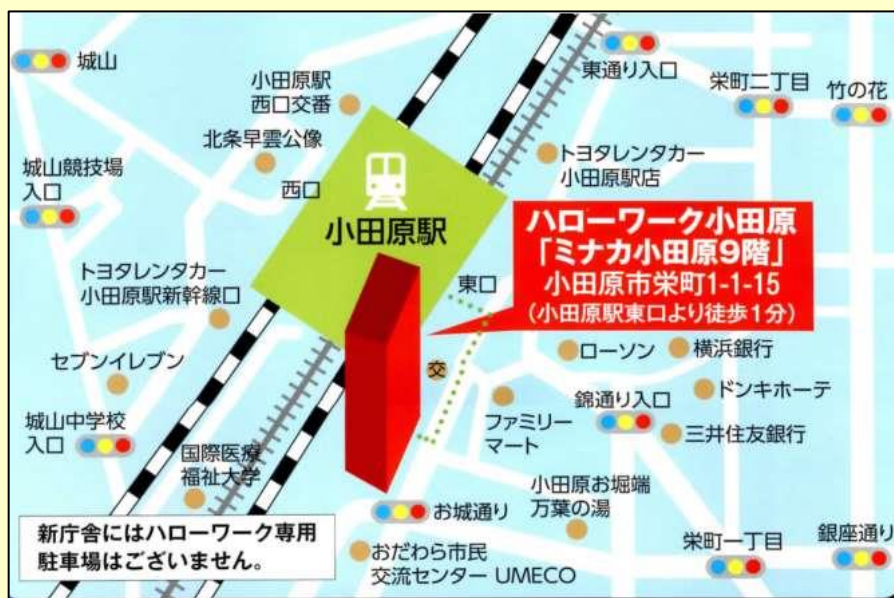 城山
小田原駅
西口交番
東通り入口
栄町二丁目
竹の花
北条早雲公像
トヨタレンタカー
小田原駅店
城山競技場
入口
西口
小田原駅
ハローワーク小田原
「ミナカ小田原9階」
小田原市栄町1-1-15
(小田原駅東口より徒歩1分)
トヨタレンタカー
小田原駅新幹線口
東口
セブンイレブン
交
ローソン
横浜銀行
ドンキホーテ
城山中学校
入口
ファミリー
マート
錦通り入口
三井住友銀行
国際医療
福祉大学
小田原お堀端
万葉の湯
お城通り
新庁舎にはハローワーク専用
駐車場はございません。
おだわら市民
交流センター UMECO
栄町一丁目
銀座通り